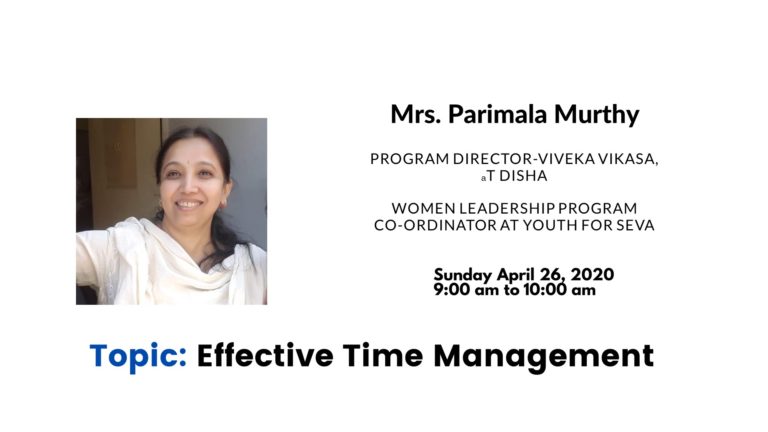 Mrs. Parimala Murthy
PROGRAM DIRECTOR-VIVEKA VIKASA,
aT DISHA
WOMEN LEADERSHIP PROGRAM
CO-ORDINATOR AT YOUTH FOR SEVA
Sunday April 26, 2020
9:00 am to 10:00 am
Topic: Effective Time Management